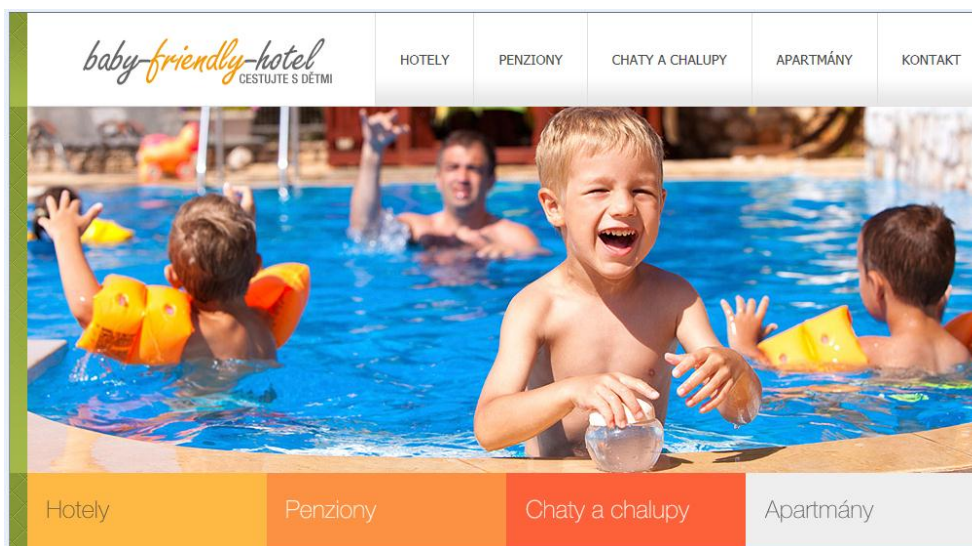 baby-friendly-hotel
CESTUJTE S DĚTMI
HOTELY
PENZIONY
CHATY A CHALUPY
APARTMÁNY
KONTAKT
Hotely
Penziony
Chaty a chalupy
Apartmány